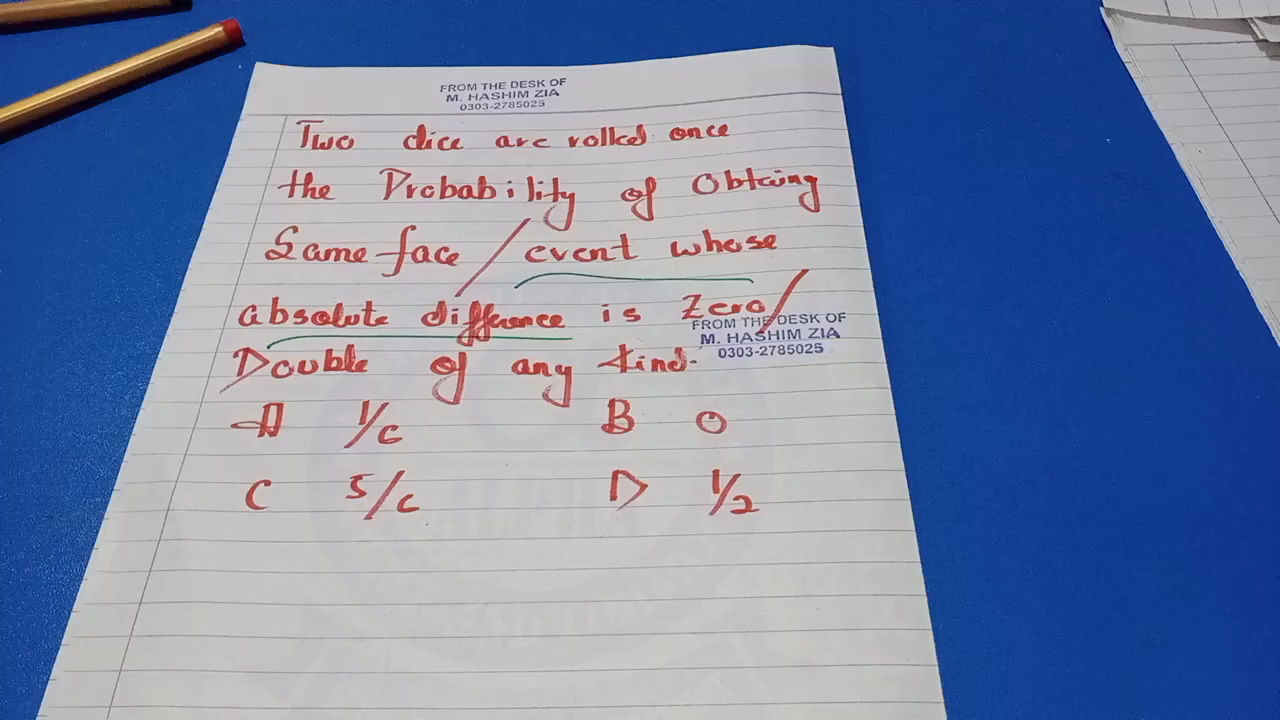 FROM THE DESK OF
M. HASHIM ZIA
0303-2785025
Two dice are rolled once
the Probability of Obtaing
Same face / event whose
absolute difference is Zero/
FROM THE DESK OF
M. HASHIM ZIA
0303-2785025
Double of any kind.
A 1/6 B 0
C 5/6 D 1/2